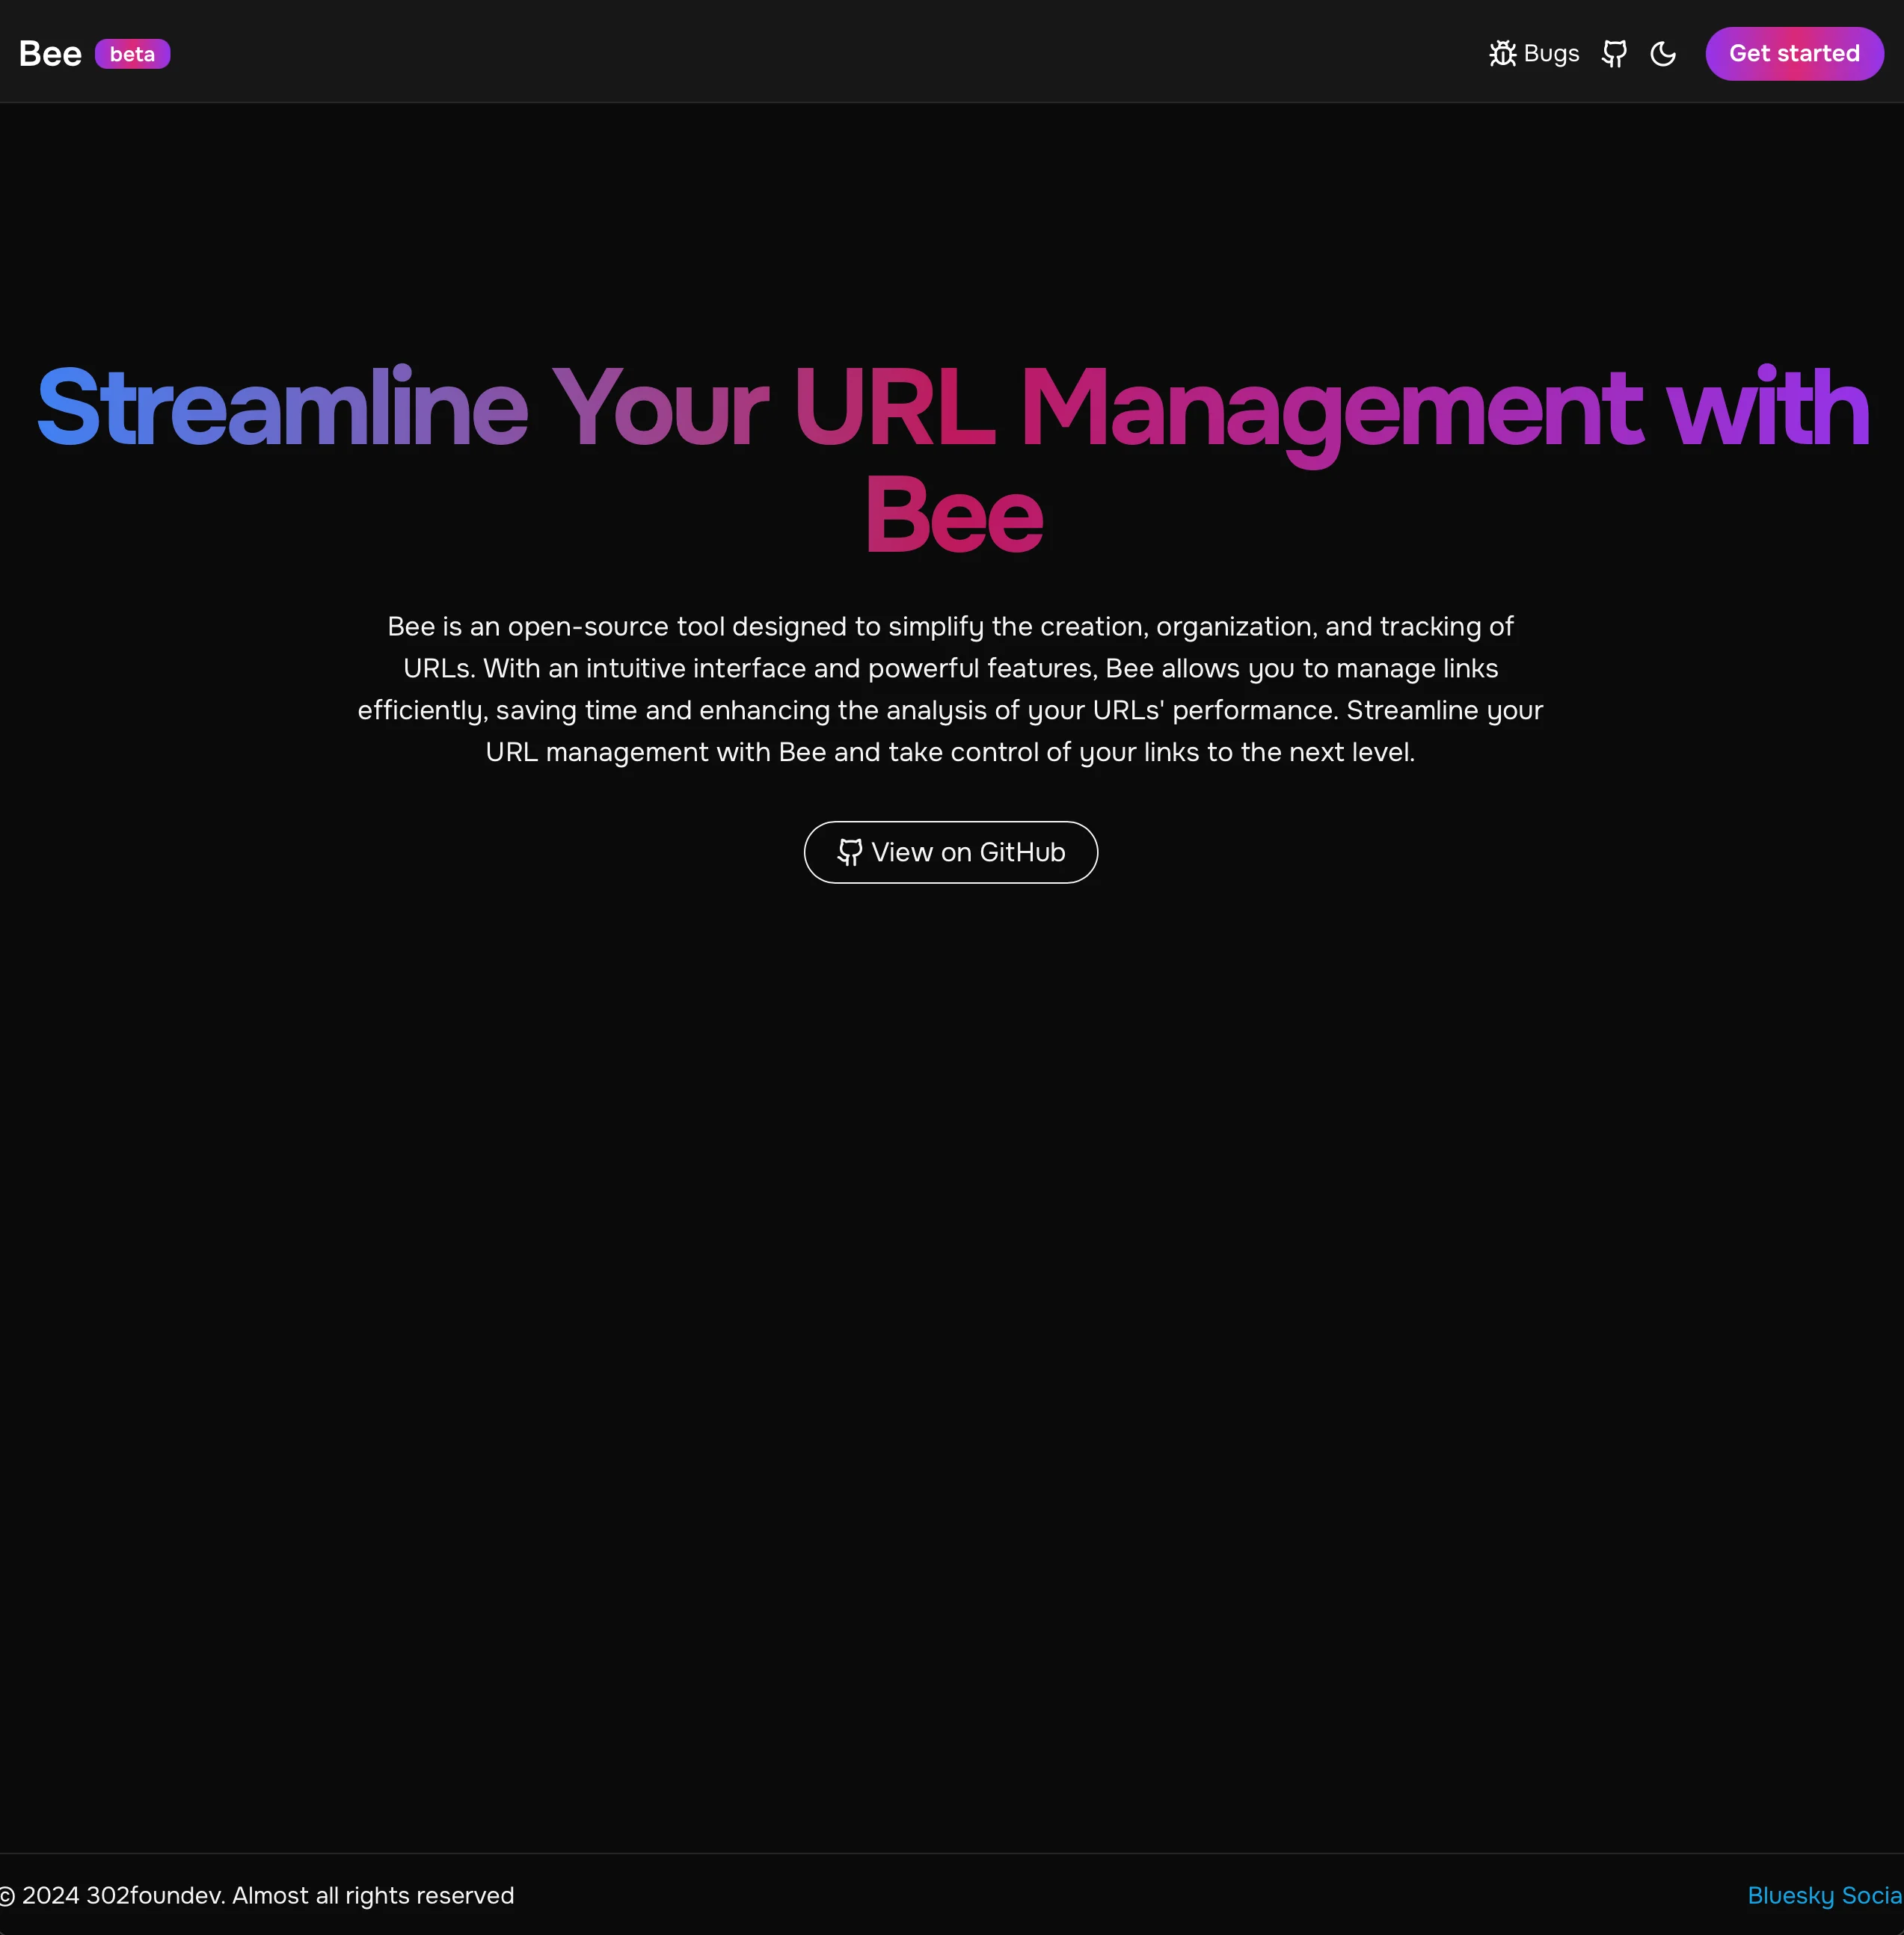 Bee beta Bugs Get started
Streamline Your URL Management with
Bee
Bee is an open-source tool designed to simplify the creation, organization, and tracking of
URLs. With an intuitive interface and powerful features, Bee allows you to manage links
efficiently, saving time and enhancing the analysis of your URLs' performance. Streamline your
URL management with Bee and take control of your links to the next level.
View on GitHub
© 2024 302foundev. Almost all rights reserved Bluesky Socia